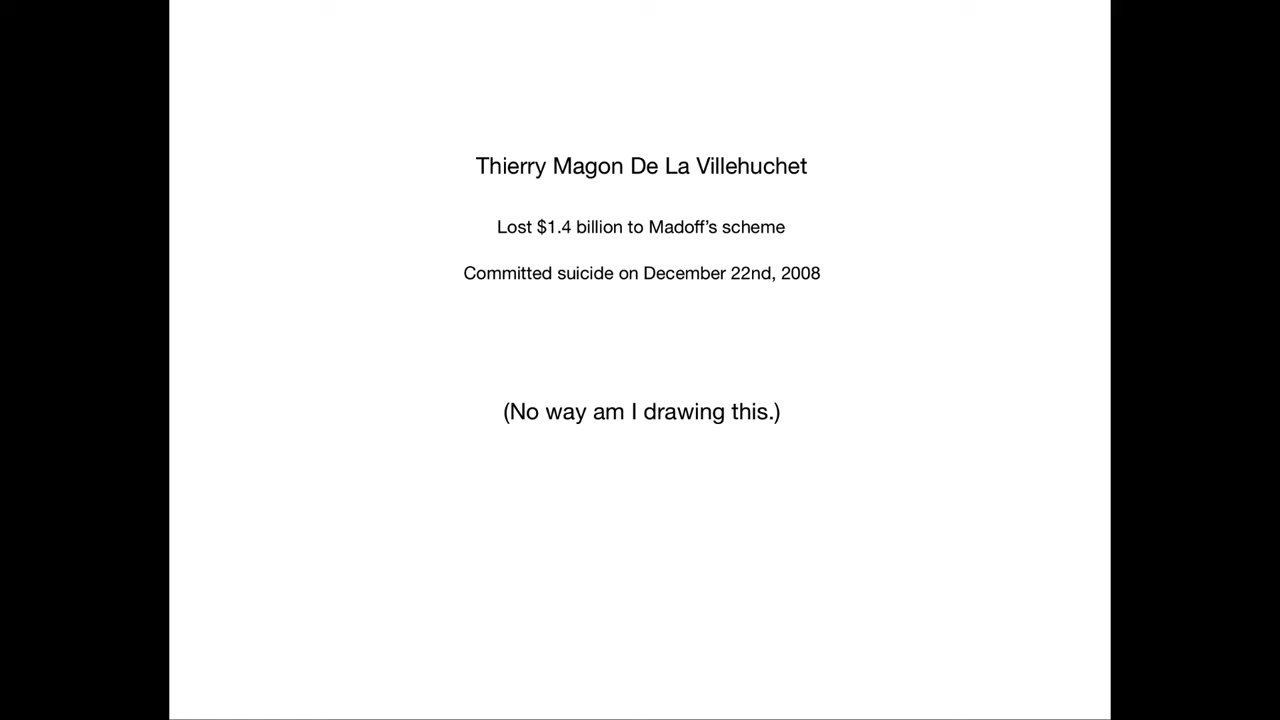 Thierry Magon De La Villehuchet
Lost $1.4 billion to Madoff’s scheme
Committed suicide on December 22nd, 2008
(No way am I drawing this.)